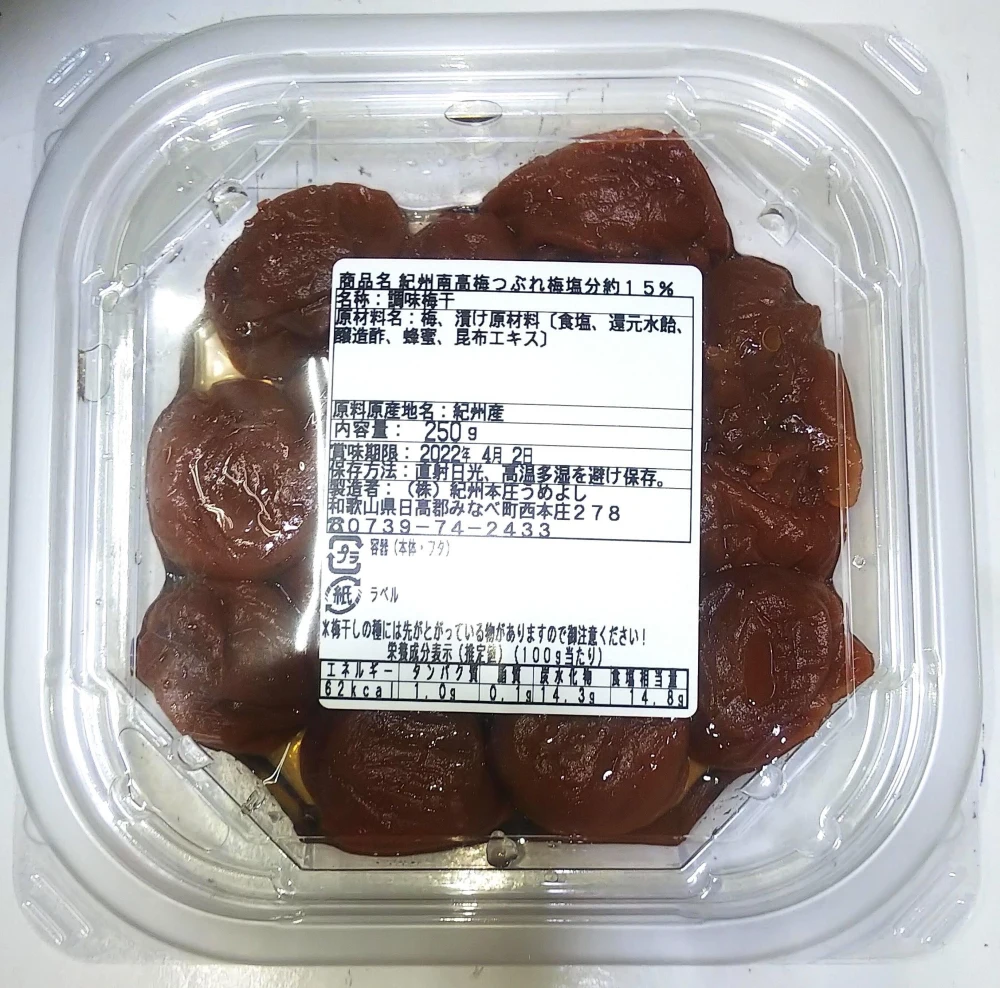 商品名 紀州南高梅つぶれ梅塩分約15%
名称:調味梅干
原材料名:梅、漬け原材料〔食塩、還元水飴、
醸造酢、蜂蜜、昆布エキス〕
原料原産地名:紀州産
内容量: 250g
賞味期限: 2022年 4月 2日
保存方法:直射日光、高温多湿を避け保存。
製造者:(株)紀州本庄うめよし
和歌山県日高郡みなべ町西本庄278
☎0739-74-2433
プラ 容器(本体・フタ)
紙 ラベル
*梅干しの種には先がとがっている物がありますので御注意ください!
栄養成分表示(推定値)(100g当たり)
エネルギー タンパク質 脂質 炭水化物 食塩相当量
62kcal 1.0g 0.1g 14.3g 14.8g